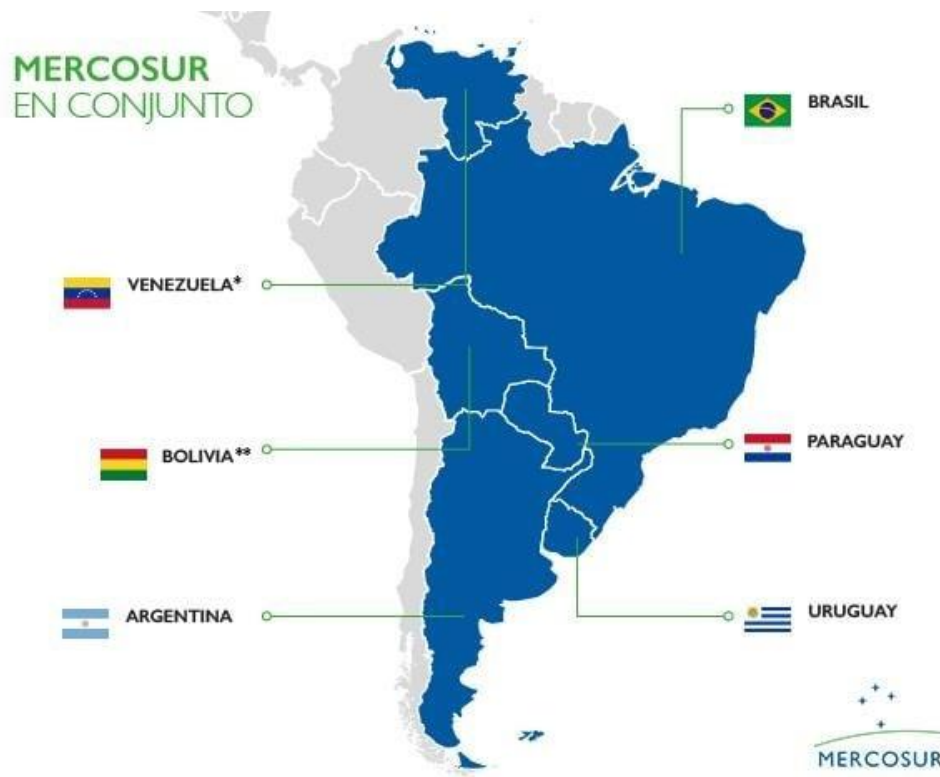 MERCOSUR
EN CONJUNTO
BRASIL
VENEZUELA*
BOLIVIA**
PARAGUAY
ARGENTINA
URUGUAY
MERCOSUR